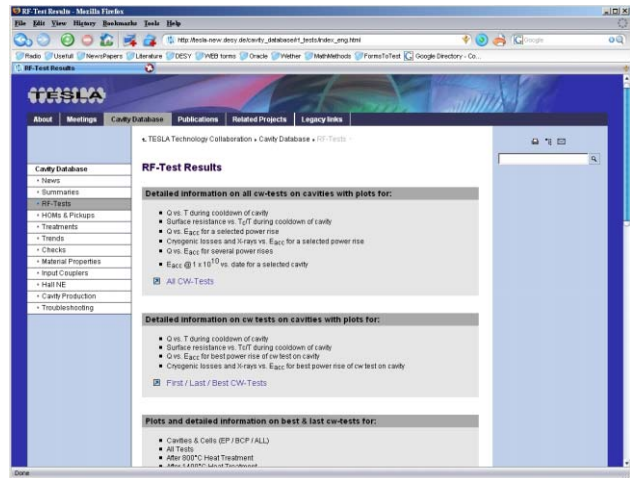 RF-Test Results - Mozilla Firefox
File Edit View History Bookmarks Tools Help
http://tesla-new.desy.de/cavity_database/rf_tests/index_eng.html
Google
Radio Usefull NewsPapers Literature DESY WEB forms Oracle Wether MathMethods FormsToTest Google Directory - Co...
RF-Test Results
TESLA
About Meetings Cavity Database Publications Related Projects Legacy links
TESLA Technology Collaboration Cavity Database RF-Tests
Cavity Database
News
Summaries
RF-Tests
HOMs & Pickups
Treatments
Trends
Checks
Material Properties
Input Couplers
Hall NE
Cavity Production
Troubleshooting
RF-Test Results
Detailed information on all cw-tests on cavities with plots for:
Q vs. T during cooldown of cavity
Surface resistance vs. Tc/T during cooldown of cavity
Q vs. Eacc for a selected power rise
Cryogenic losses and X-rays vs. Eacc for a selected power rise
Q vs. Eacc for several power rises
Eacc @ 1 x 10^10 vs. date for a selected cavity
All CW-Tests
Detailed information on cw tests on cavities with plots for:
Q vs. T during cooldown of cavity
Surface resistance vs. Tc/T during cooldown of cavity
Q vs. Eacc for best power rise of cw test on cavity
Cryogenic losses and X-rays vs. Eacc for best power rise of cw test on cavity
First / Last / Best CW-Tests
Plots and detailed information on best & last cw-tests for:
Cavities & Cells (EP / BCP / ALL)
All Tests
After 800°C Heat Treatment
After 1400°C Heat Treatment
Done